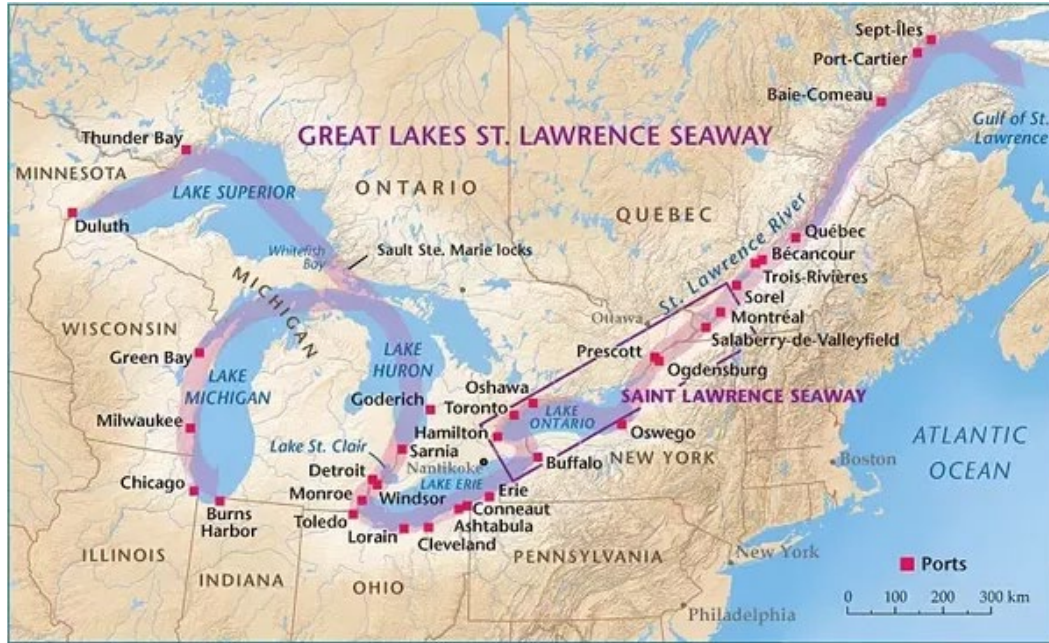 Sept-Îles
Port-Cartier
Baie-Comeau
Gulf of St.
Lawrence
GREAT LAKES ST. LAWRENCE SEAWAY
Thunder Bay
MINNESOTA
LAKE SUPERIOR
ONTARIO
QUEBEC
Duluth
Québec
Whitefish
Bay
Sault Ste. Marie locks
St. Lawrence River
Bécancour
Trois-Rivières
MICHIGAN
Sorel
Ottawa
Montréal
WISCONSIN
Salaberry-de-Valleyfield
Green Bay
LAKE
HURON
Prescott
Ogdensburg
LAKE
MICHIGAN
Oshawa
SAINT LAWRENCE SEAWAY
Goderich
Toronto
LAKE
ONTARIO
Milwaukee
Hamilton
Oswego
ATLANTIC
OCEAN
Lake St. Clair
Sarnia
NEW YORK
Boston
Detroit
Nantikoke
Buffalo
LAKE ERIE
Chicago
Monroe
Windsor
Erie
Burns
Harbor
Toledo
Conneaut
Ashtabula
Lorain
Cleveland
PENNSYLVANIA
New York
ILLINOIS
INDIANA
OHIO
Ports
0 100 200 300 km
Philadelphia